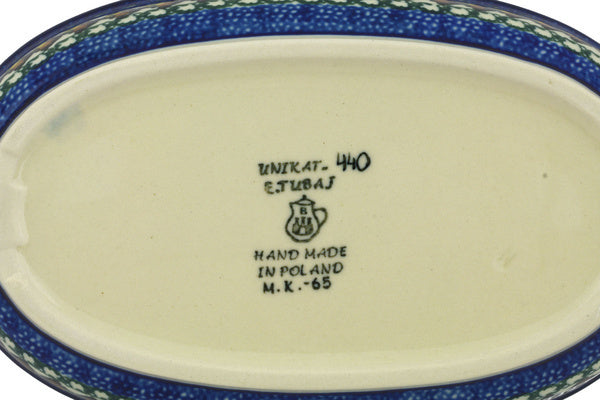 UNIKAT- 440
E.TUBAJ
B
HAND MADE
IN POLAND
M.K.-65